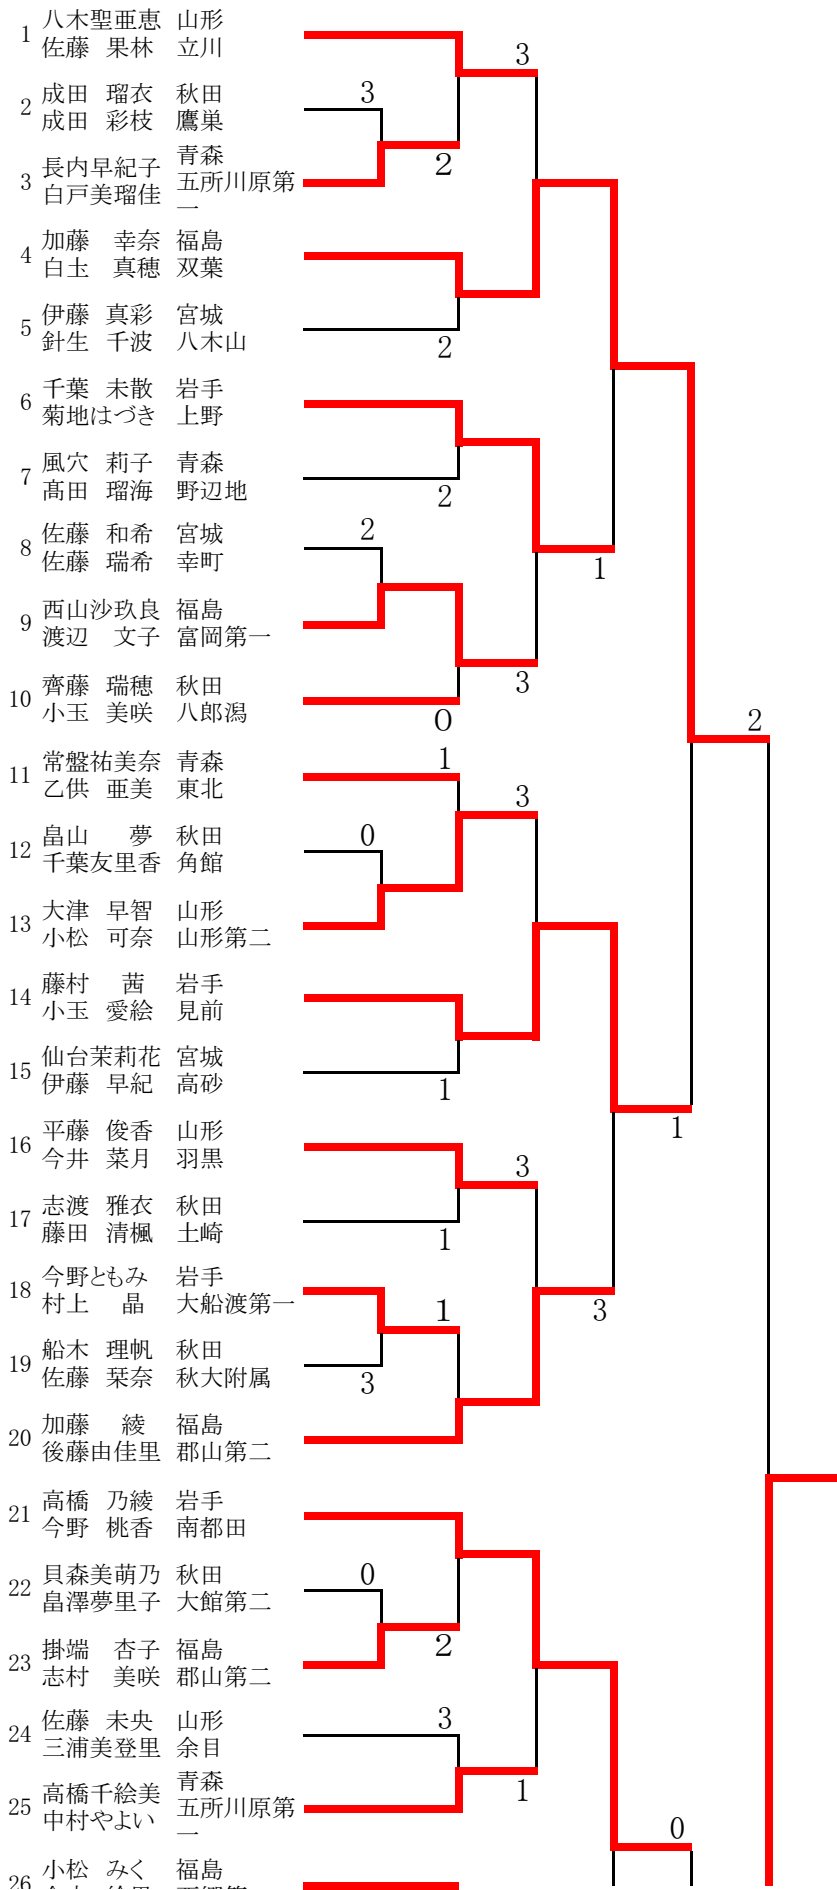 1 八木聖亜恵 山形
佐藤 果林 立川
3
2 成田 瑠衣 秋田
成田 彩枝 鷹巣
3
2
3 長内早紀子 青森
白戸美瑠佳 五所川原第一
4 加藤 幸奈 福島
白土 真穂 双葉
5 伊藤 真彩 宮城
針生 千波 八木山
2
6 千葉 未散 岩手
菊地はづき 上野
7 風穴 莉子 青森
髙田 瑠海 野辺地
2
8 佐藤 和希 宮城
佐藤 瑞希 幸町
2
1
9 西山沙玖良 福島
渡辺 文子 富岡第一
3
10 齊藤 瑞穂 秋田
小玉 美咲 八郎潟
0
2
11 常盤祐美奈 青森
乙供 亜美 東北
1
3
12 畠山 夢 秋田
千葉友里香 角館
0
13 大津 早智 山形
小松 可奈 山形第二
14 藤村 茜 岩手
小玉 愛絵 見前
15 仙台茉莉花 宮城
伊藤 早紀 高砂
1
1
16 平藤 俊香 山形
今井 菜月 羽黒
3
17 志渡 雅衣 秋田
藤田 清楓 土崎
1
18 今野ともみ 岩手
村上 晶 大船渡第一
1
3
19 船木 理帆 秋田
佐藤 栞奈 秋大附属
3
20 加藤 綾 福島
後藤由佳里 郡山第二
21 高橋 乃綾 岩手
今野 桃香 南都田
22 貝森美萌乃 秋田
畠澤夢里子 大館第二
0
2
23 掛端 杏子 福島
志村 美咲 郡山第二
24 佐藤 未央 山形
三浦美登里 余目
3
1
25 高橋千絵美 青森
中村やよい 五所川原第一
0
26 小松 みく 福島